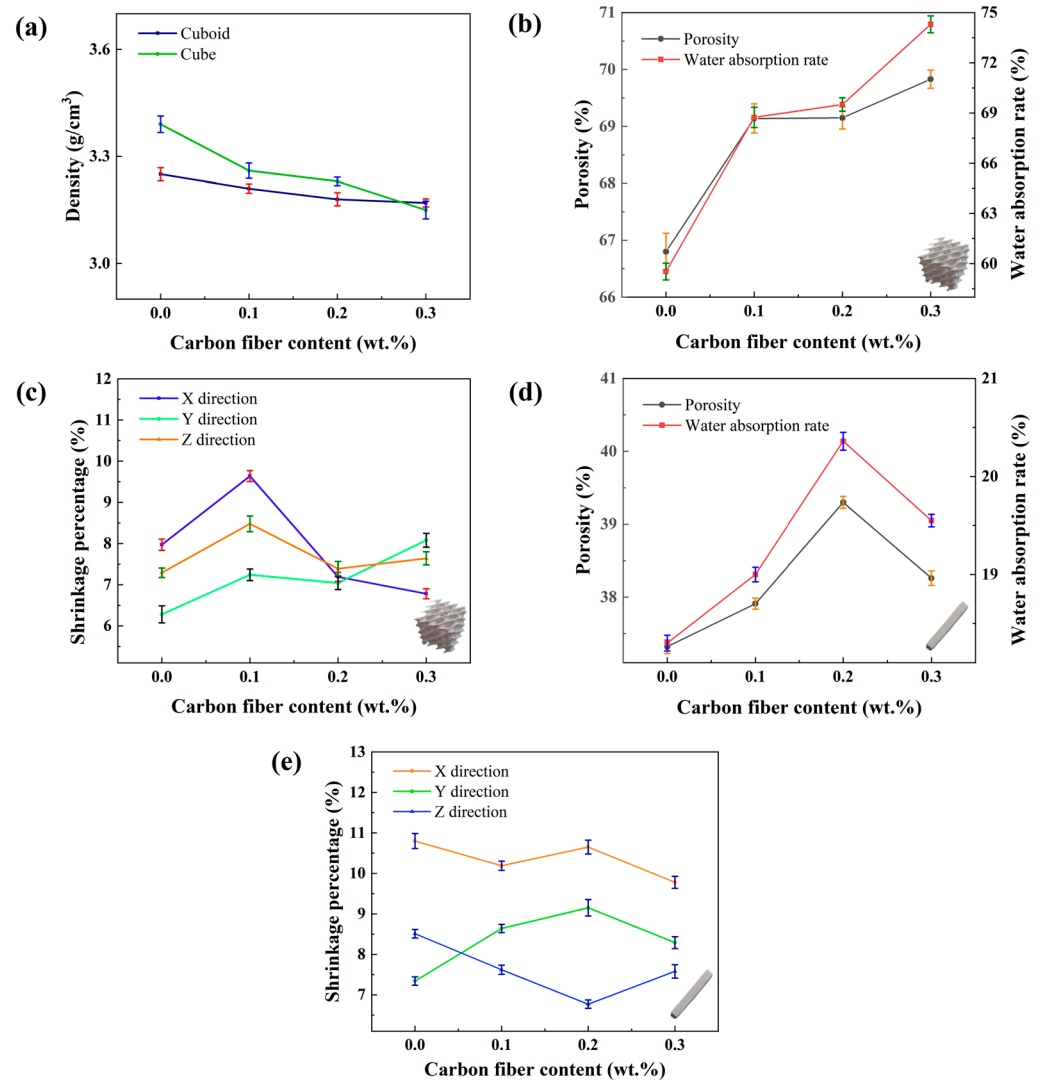 (a)
Cuboid
Cube
3.6
3.3
3.0
Density (g/cm³)
0.0 0.1 0.2 0.3
Carbon fiber content (wt.%)
(b)
Porosity
Water absorption rate
71
70
69
68
67
66
Porosity (%)
75
72
69
66
63
60
Water absorption rate (%)
0.0 0.1 0.2 0.3
Carbon fiber content (wt.%)
(c)
X direction
Y direction
Z direction
12
11
10
9
8
7
6
Shrinkage percentage (%)
0.0 0.1 0.2 0.3
Carbon fiber content (wt.%)
(d)
Porosity
Water absorption rate
41
40
39
38
Porosity (%)
21
20
19
Water absorption rate (%)
0.0 0.1 0.2 0.3
Carbon fiber content (wt.%)
(e)
X direction
Y direction
Z direction
13
12
11
10
9
8
7
Shrinkage percentage (%)
0.0 0.1 0.2 0.3
Carbon fiber content (wt.%)